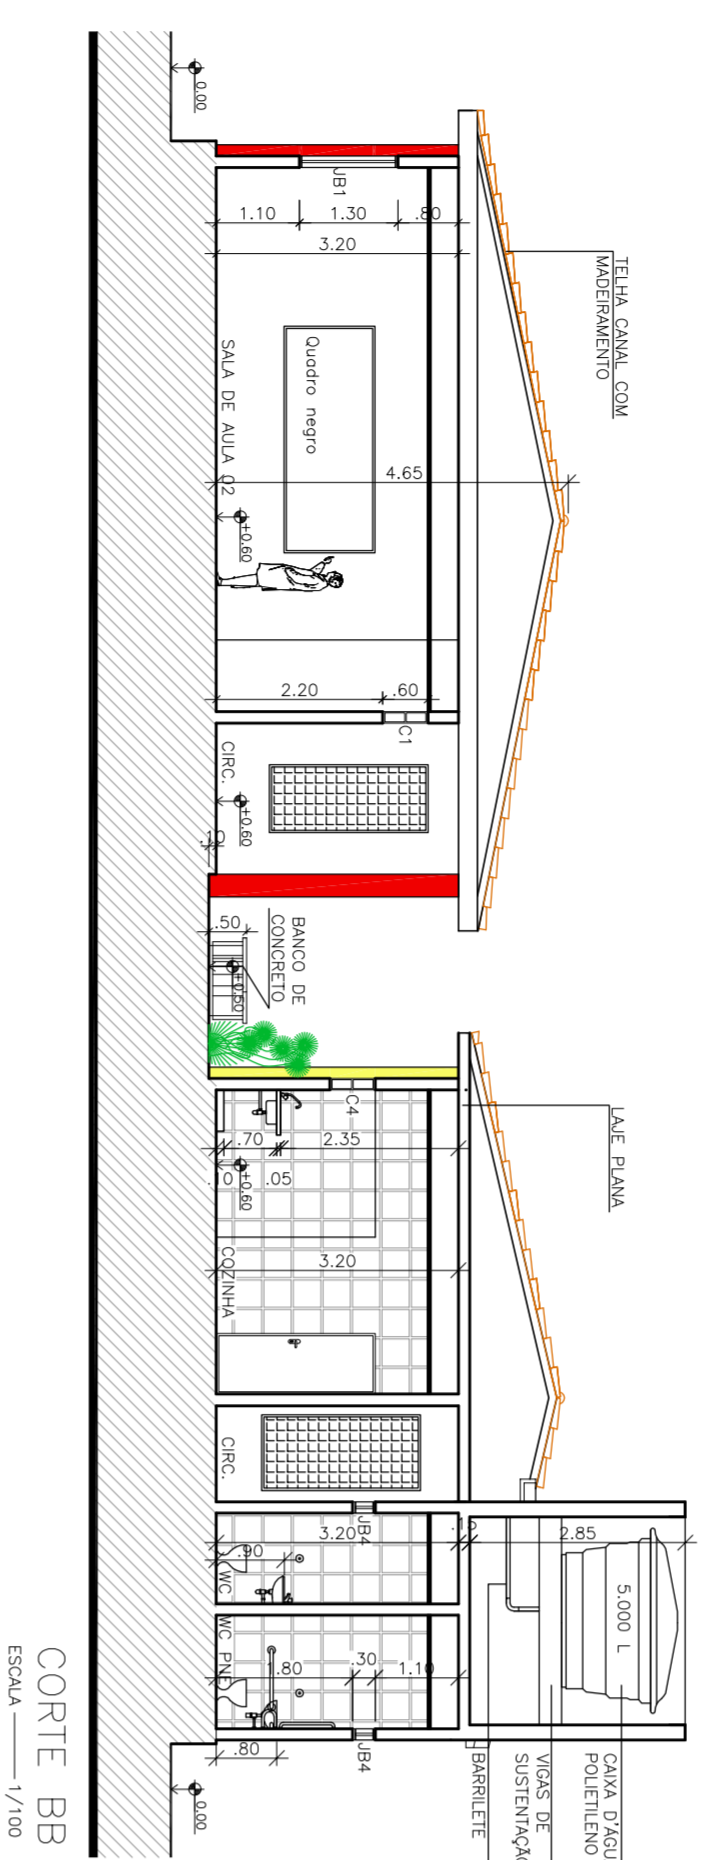 TELHA CANAL COM
MADEIRAMENTO
LAJE PLANA
CAIXA D'ÁGU
POLIETILENO
VIGAS DE
SUSTENTAÇÃO
BARRILETE
5.000 L
2.85
.15
0.00
JB1
1.10
1.30
.80
3.20
Quadro negro
SALA DE AULA 02
4.65
+0.60
2.20
.60
C1
CIRC.
+0.60
.10
.50
BANCO DE
CONCRETO
+0.50
C4
.70
2.35
.10
.05
+0.60
3.20
COZINHA
CIRC.
JB4
3.20
.90
WC
WC PNE
1.80
.30
1.10
JB4
.80
0.00
CORTE BB
ESCALA 1/100